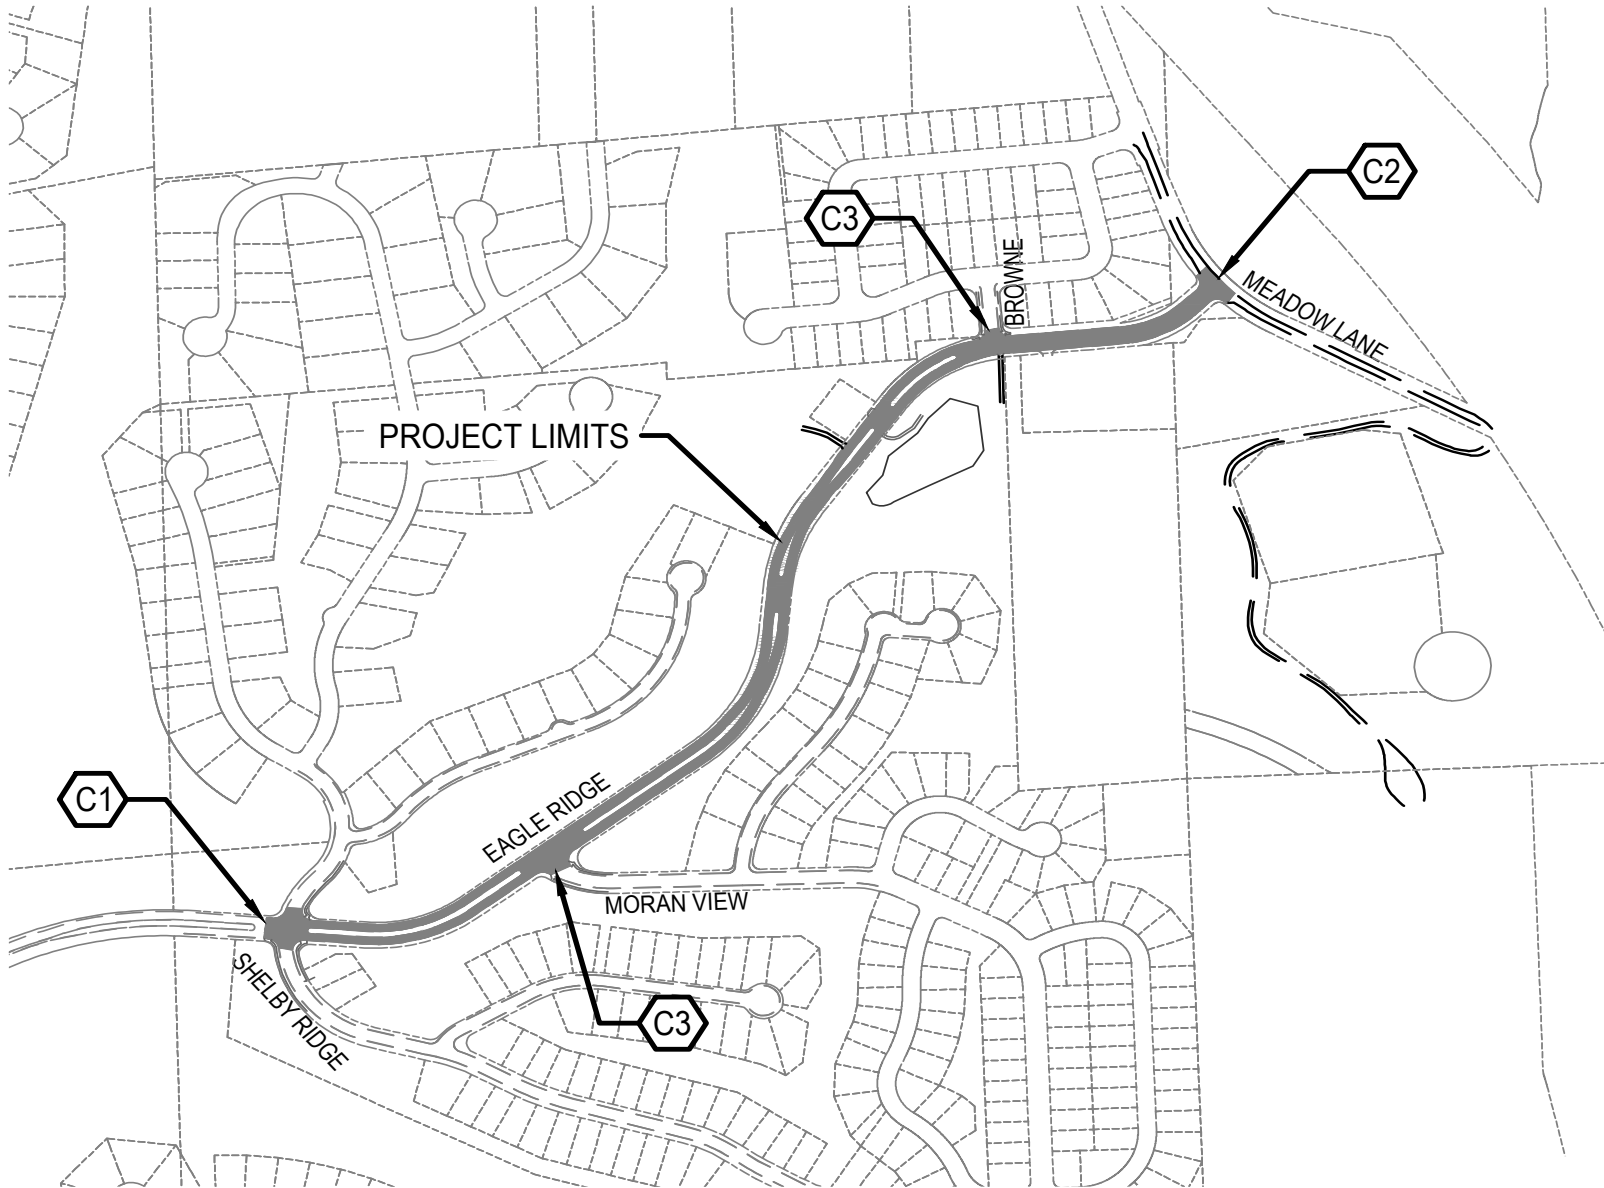 C2
C3
BROWNE
MEADOW LANE
PROJECT LIMITS
C1
EAGLE RIDGE
MORAN VIEW
SHELBY RIDGE
C3